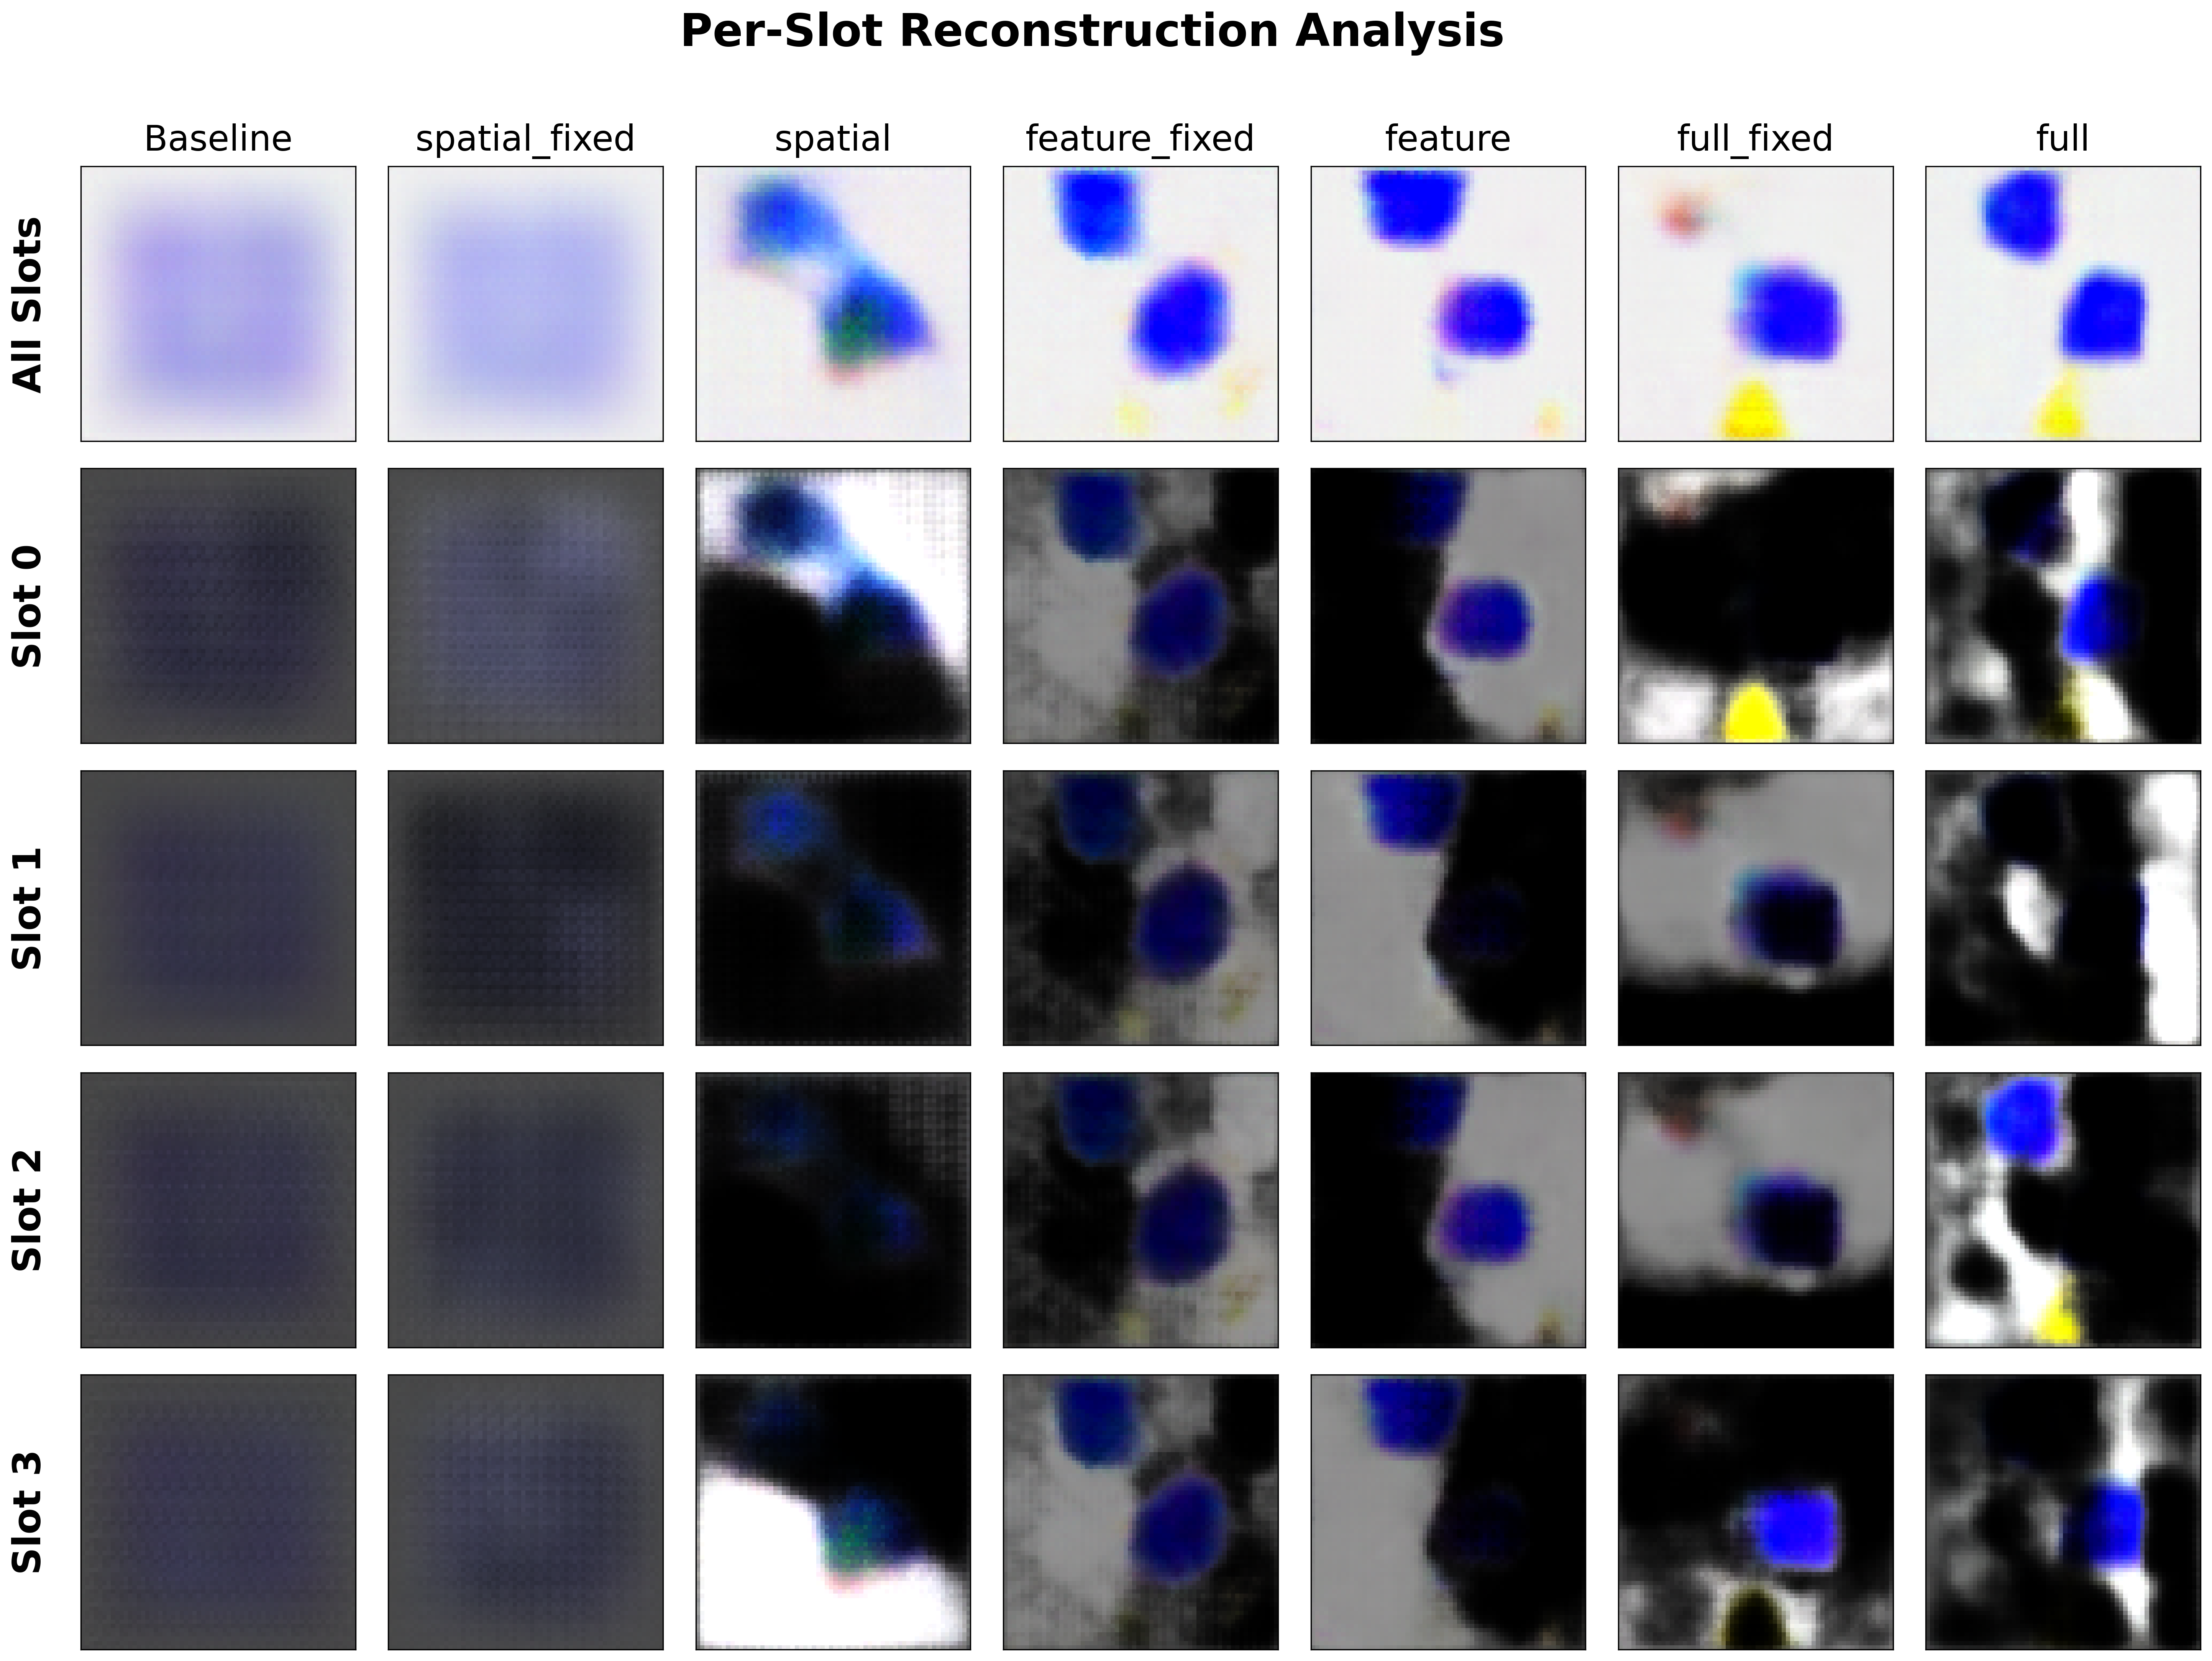 Per-Slot Reconstruction Analysis
Baseline spatial_fixed spatial feature_fixed feature full_fixed full
All Slots
Slot 0
Slot 1
Slot 2
Slot 3